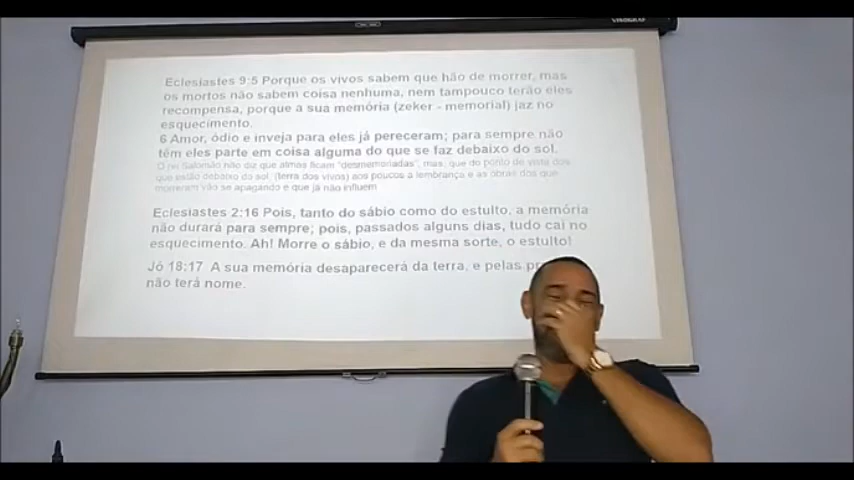 Eclesiastes 9:5 Porque os vivos sabem que hão de morrer, mas
os mortos não sabem coisa nenhuma, nem tampouco terão eles
recompensa, porque a sua memória (zeker - memorial) jaz no
esquecimento.
6 Amor, ódio e inveja para eles já pereceram; para sempre não
têm eles parte em coisa alguma do que se faz debaixo do sol.
O rei Salomão não diz que almas ficam "desmemoriadas", mas, que do ponto de vista dos
que estão debaixo do sol, (terra dos vivos) aos poucos a lembrança e as obras dos que
morreram vão se apagando e que já não influem
Eclesiastes 2:16 Pois, tanto do sábio como do estulto, a memória
não durará para sempre; pois, passados alguns dias, tudo cai no
esquecimento. Ah! Morre o sábio, e da mesma sorte, o estulto!
Jó 18:17 A sua memória desaparecerá da terra, e pelas
não terá nome.